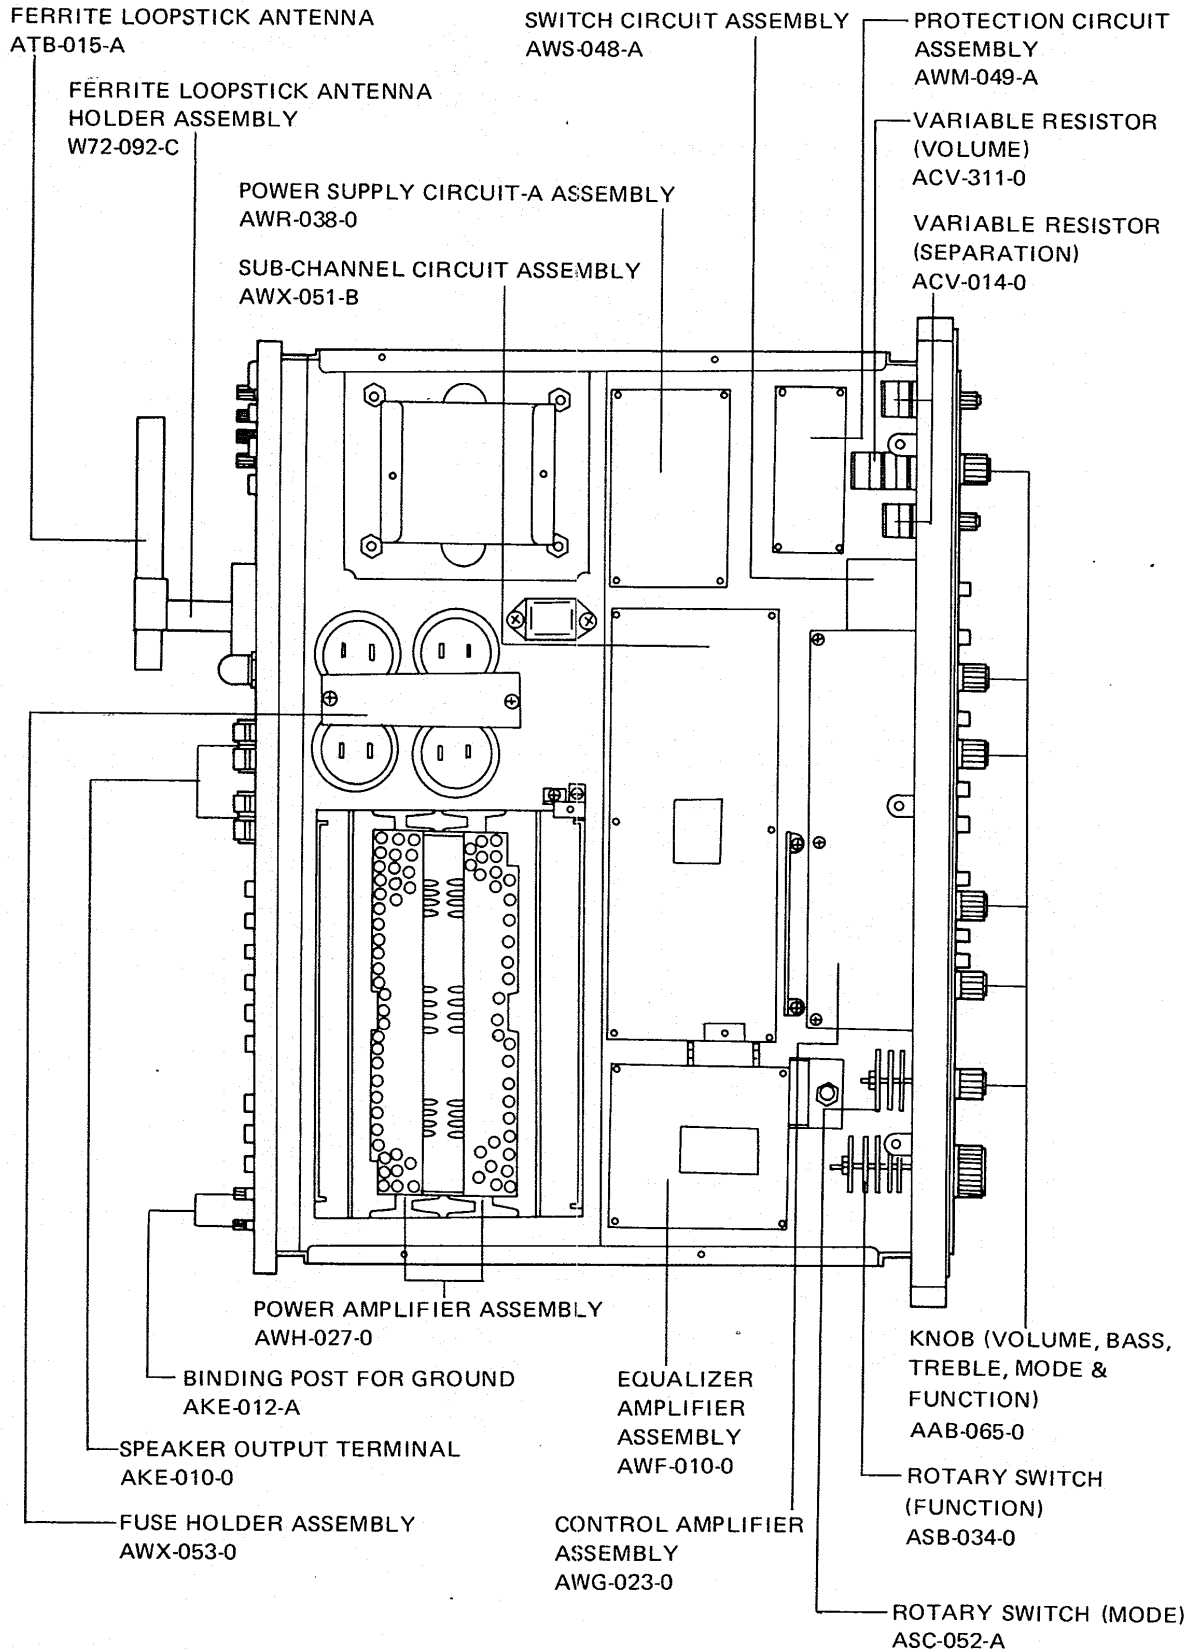 FERRITE LOOPSTICK ANTENNA
ATB-015-A
FERRITE LOOPSTICK ANTENNA
HOLDER ASSEMBLY
W72-092-C
POWER SUPPLY CIRCUIT-A ASSEMBLY
AWR-038-0
SUB-CHANNEL CIRCUIT ASSEMBLY
AWX-051-B
SWITCH CIRCUIT ASSEMBLY
AWS-048-A
PROTECTION CIRCUIT
ASSEMBLY
AWM-049-A
VARIABLE RESISTOR
(VOLUME)
ACV-311-0
VARIABLE RESISTOR
(SEPARATION)
ACV-014-0
POWER AMPLIFIER ASSEMBLY
AWH-027-0
BINDING POST FOR GROUND
AKE-012-A
SPEAKER OUTPUT TERMINAL
AKE-010-0
FUSE HOLDER ASSEMBLY
AWX-053-0
EQUALIZER
AMPLIFIER
ASSEMBLY
AWF-010-0
CONTROL AMPLIFIER
ASSEMBLY
AWG-023-0
KNOB (VOLUME, BASS,
TREBLE, MODE &
FUNCTION)
AAB-065-0
ROTARY SWITCH
(FUNCTION)
ASB-034-0
ROTARY SWITCH (MODE)
ASC-052-A